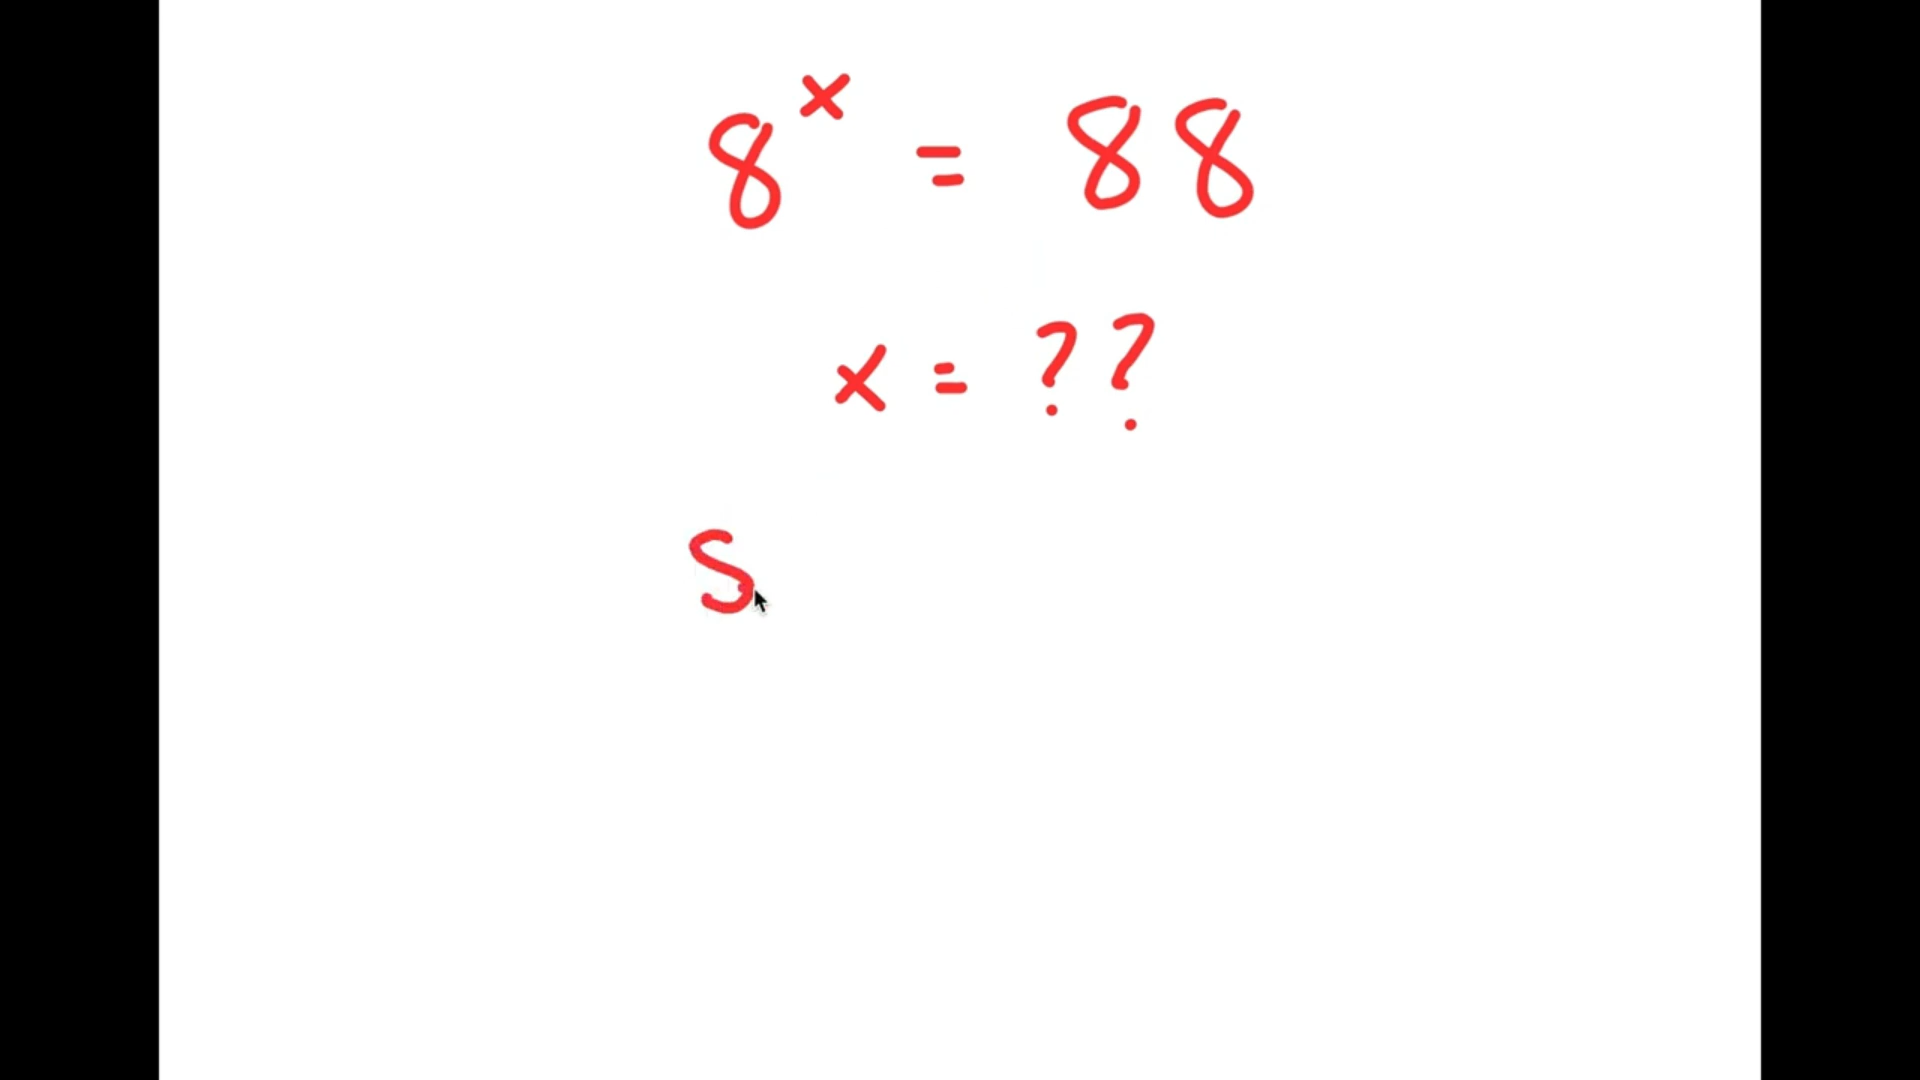 8^x = 88
x = ??
S